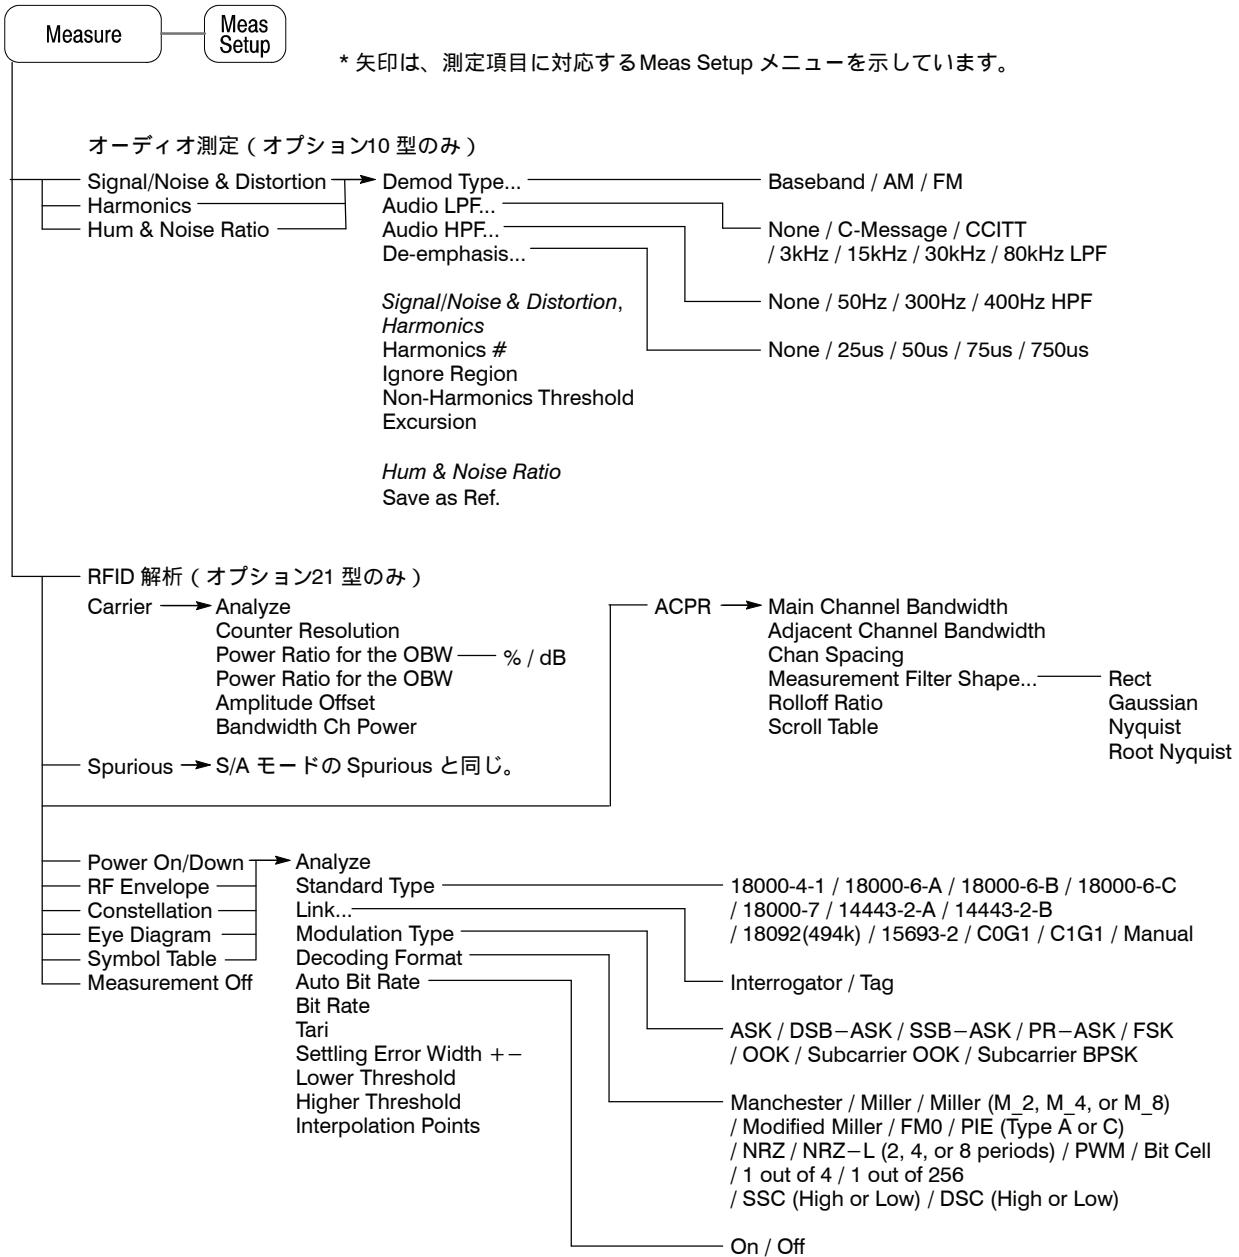 Measure
Meas
Setup
* 矢印は、測定項目に対応するMeas Setup メニューを示しています。
オーディオ測定 ( オプション10 型のみ )
Signal/Noise & Distortion
Harmonics
Hum & Noise Ratio
Demod Type...
Audio LPF...
Audio HPF...
De-emphasis...
Signal/Noise & Distortion,
Harmonics
Harmonics #
Ignore Region
Non-Harmonics Threshold
Excursion
Hum & Noise Ratio
Save as Ref.
Baseband / AM / FM
None / C-Message / CCITT
/ 3kHz / 15kHz / 30kHz / 80kHz LPF
None / 50Hz / 300Hz / 400Hz HPF
None / 25us / 50us / 75us / 750us
RFID 解析 ( オプション21 型のみ )
Carrier
Analyze
Counter Resolution
Power Ratio for the OBW
% / dB
Power Ratio for the OBW
Amplitude Offset
Bandwidth Ch Power
Spurious
S/A モードの Spurious と同じ。
ACPR
Main Channel Bandwidth
Adjacent Channel Bandwidth
Chan Spacing
Measurement Filter Shape...
Rolloff Ratio
Scroll Table
Rect
Gaussian
Nyquist
Root Nyquist
Power On/Down
RF Envelope
Constellation
Eye Diagram
Symbol Table
Measurement Off
Analyze
Standard Type
Link...
Modulation Type
Decoding Format
Auto Bit Rate
Bit Rate
Tari
Settling Error Width +−
Lower Threshold
Higher Threshold
Interpolation Points
18000-4-1 / 18000-6-A / 18000-6-B / 18000-6-C
/ 18000-7 / 14443-2-A / 14443-2-B
/ 18092(494k) / 15693-2 / C0G1 / C1G1 / Manual
Interrogator / Tag
ASK / DSB−ASK / SSB−ASK / PR−ASK / FSK
/ OOK / Subcarrier OOK / Subcarrier BPSK
Manchester / Miller / Miller (M_2, M_4, or M_8)
/ Modified Miller / FM0 / PIE (Type A or C)
/ NRZ / NRZ−L (2, 4, or 8 periods) / PWM / Bit Cell
/ 1 out of 4 / 1 out of 256
/ SSC (High or Low) / DSC (High or Low)
On / Off